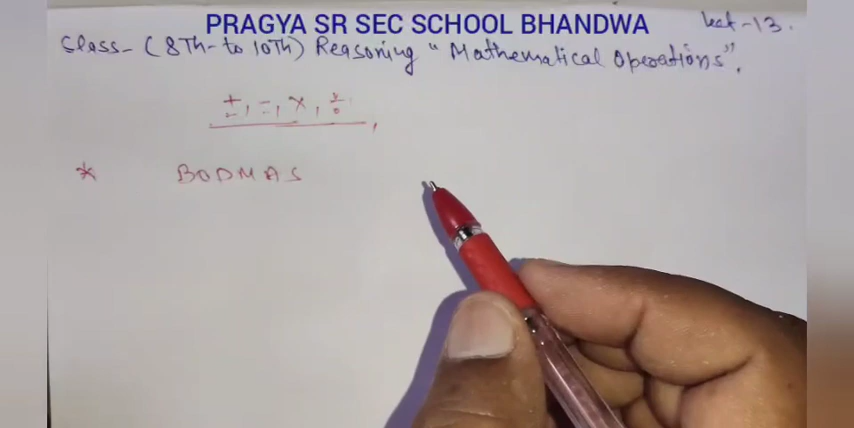 PRAGYA SR SEC SCHOOL BHANDWA
Lect-13.
Class-(8Th-to 10Th) Reasoning "Mathematical Operations".
* BODMAS